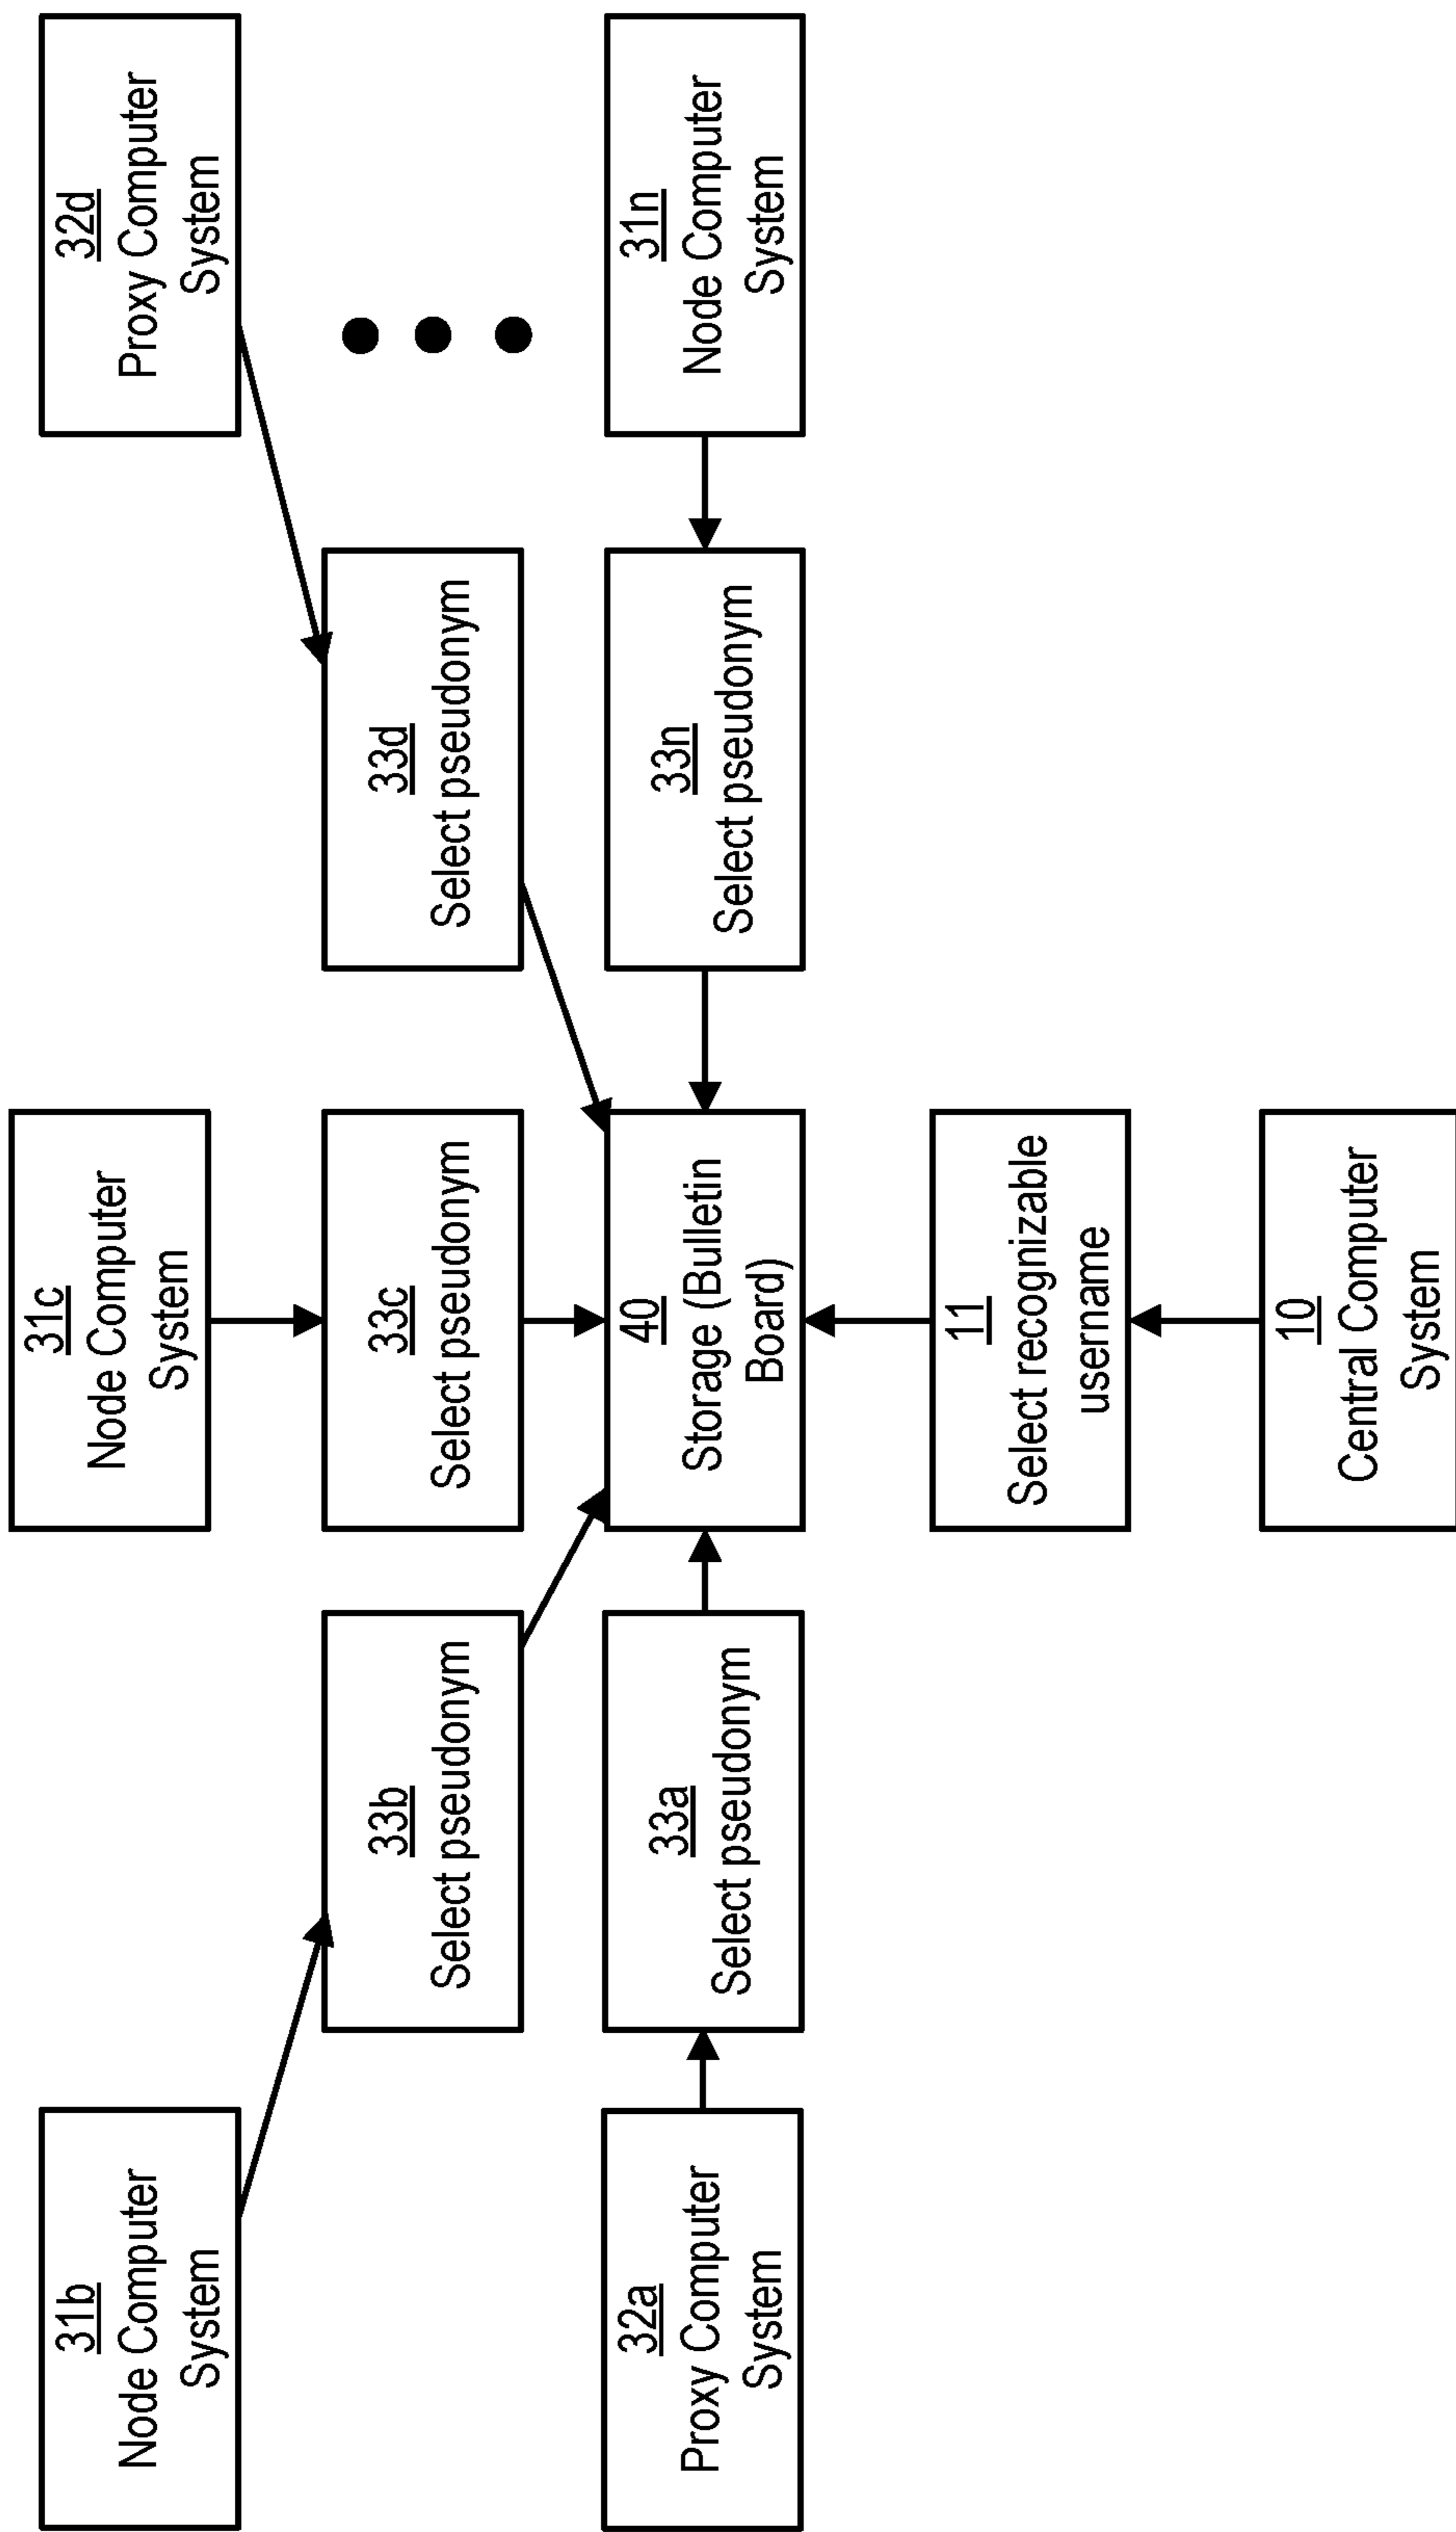 31c
Node Computer
System
31b
Node Computer
System
32d
Proxy Computer
System
33b
Select pseudonym
33c
Select pseudonym
33d
Select pseudonym
32a
Proxy Computer
System
33a
Select pseudonym
40
Storage (Bulletin
Board)
33n
Select pseudonym
31n
Node Computer
System
11
Select recognizable
username
10
Central Computer
System